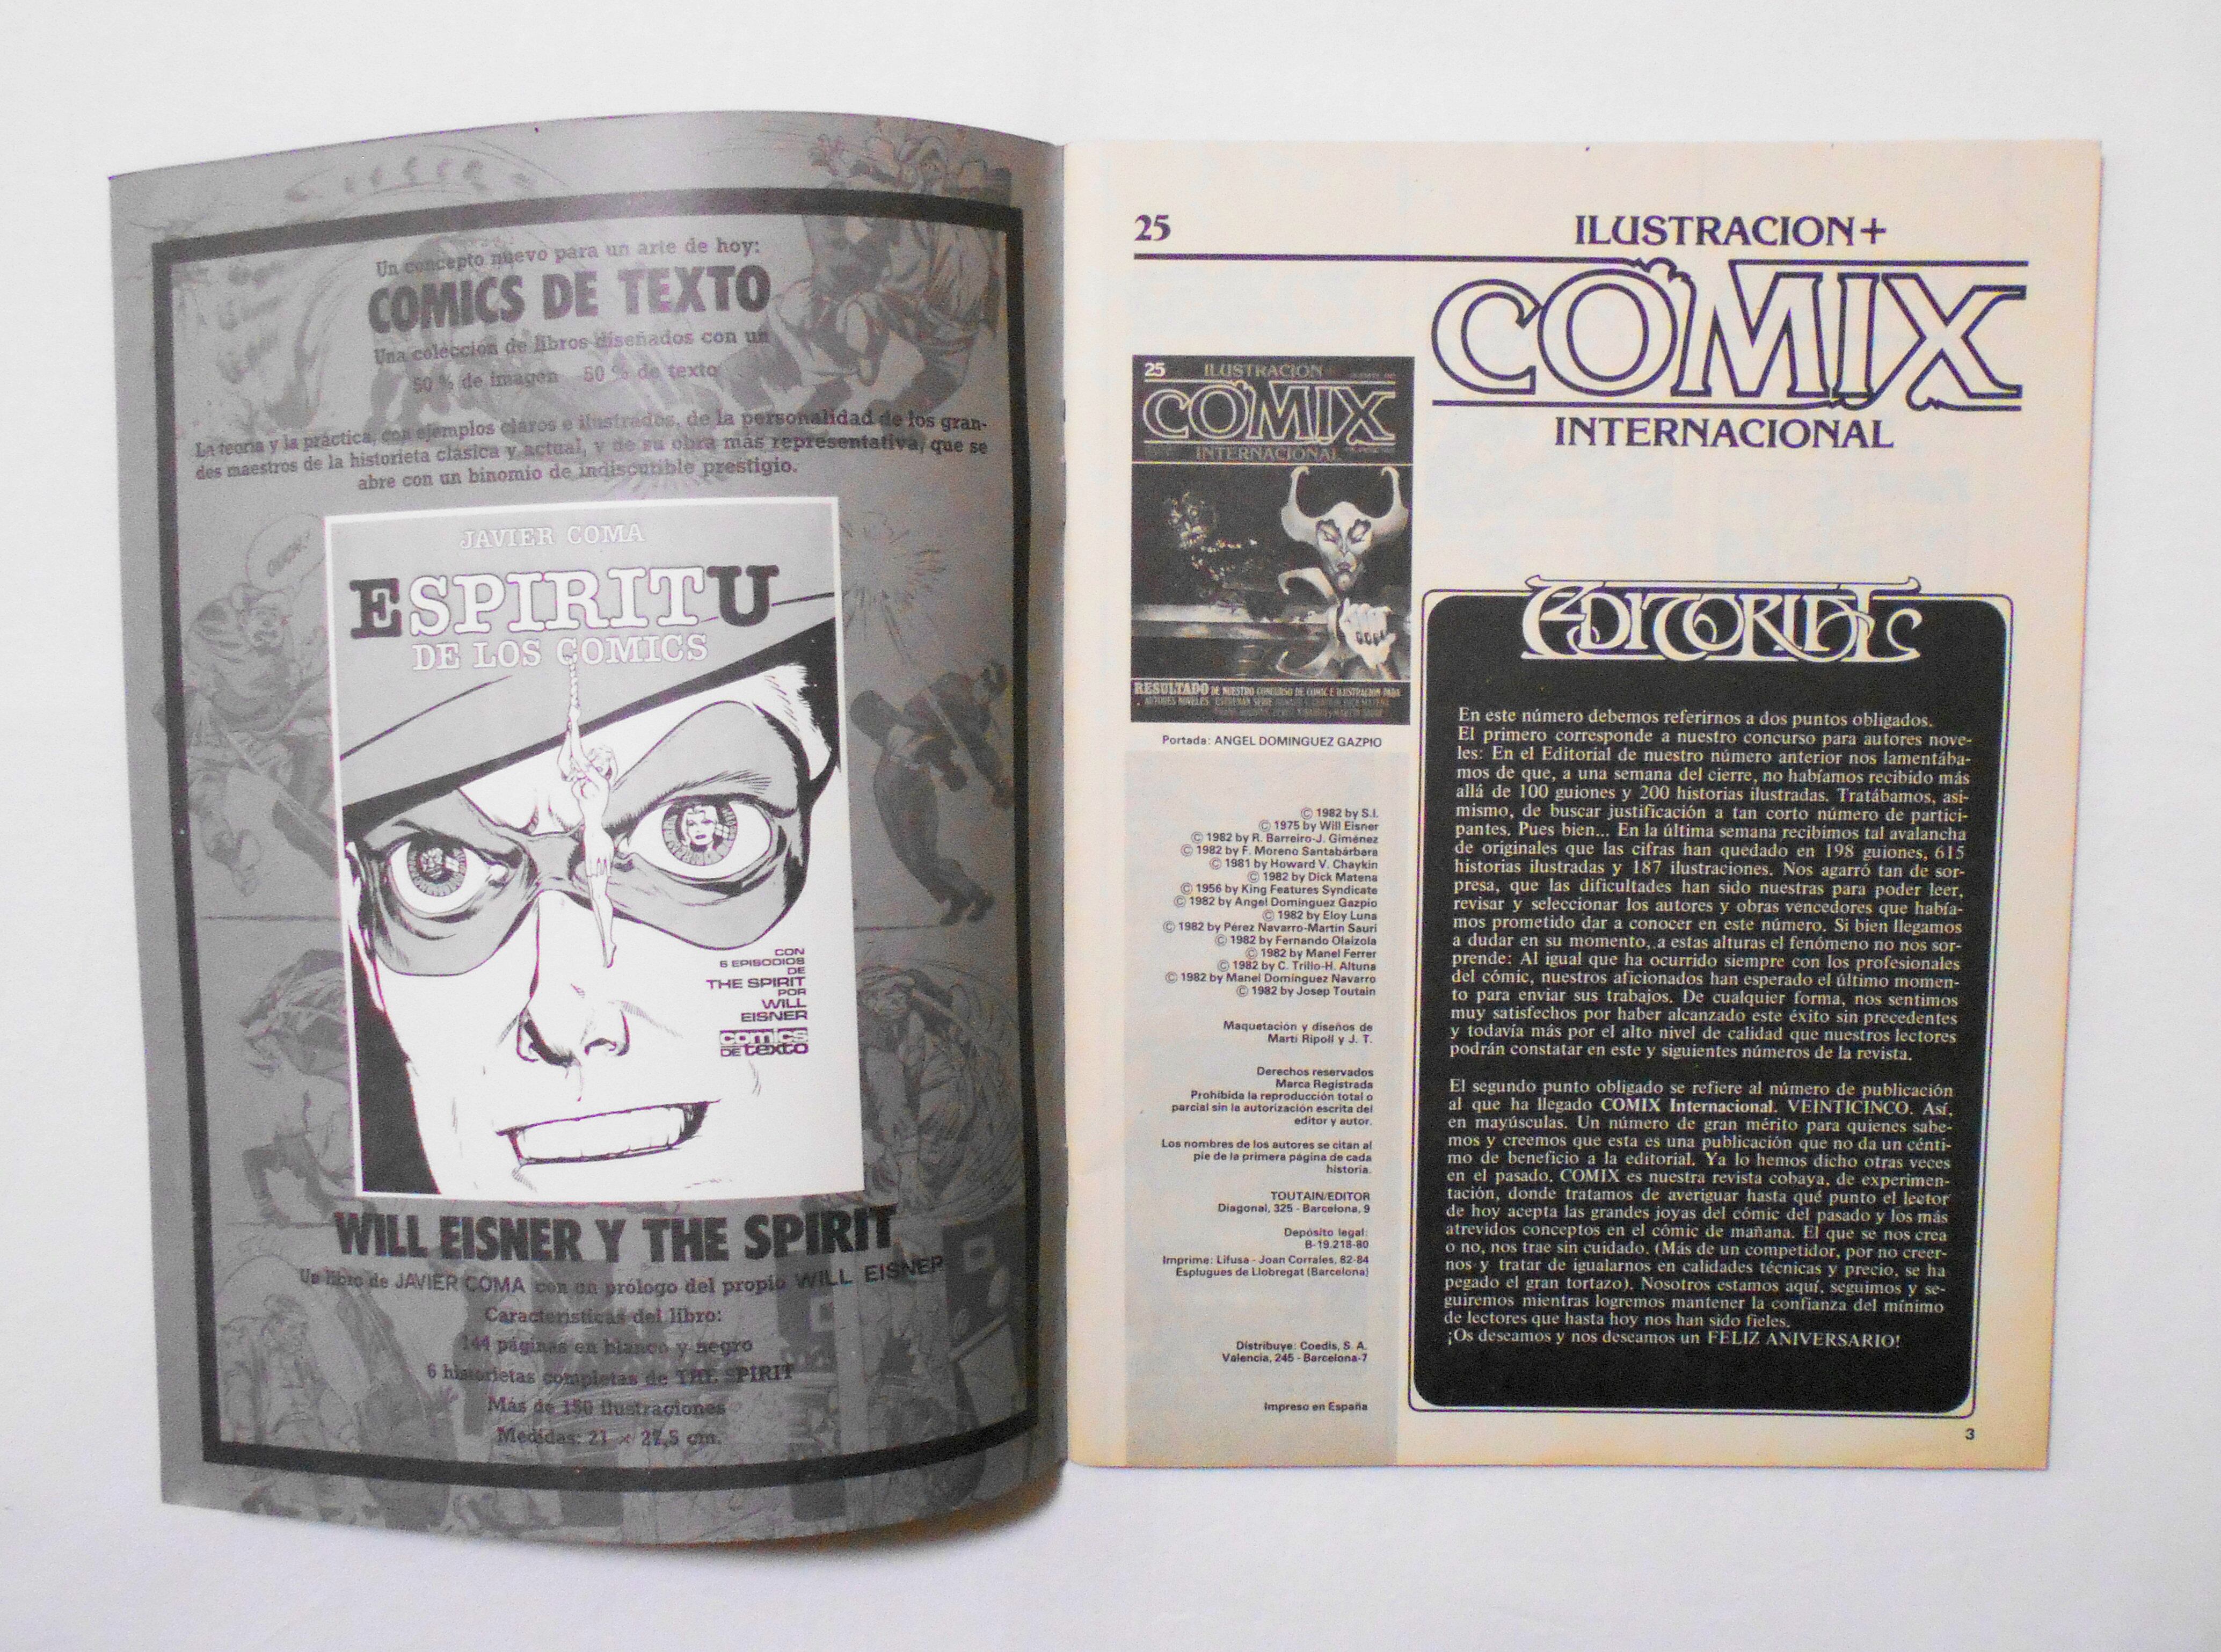 Un concepto nuevo para un arte de hoy:
COMICS DE TEXTO
Una colección de libros diseñados con un
50 % de imagen 50 % de texto
La teoría y la práctica, con ejemplos claros e ilustrados, de la personalidad de los gran-
des maestros de la historieta clásica y actual, y de su obra más representativa, que se
abre con un binomio de indiscutible prestigio.
JAVIER COMA
ESPIRITU
DE LOS COMICS
CON
6 EPISODIOS
DE
THE SPIRIT
POR
WILL
EISNER
comics
DE texto
WILL EISNER Y THE SPIRIT
Un libro de JAVIER COMA con un prólogo del propio WILL EISNER
Características del libro:
144 páginas en blanco y negro
6 historietas completas de THE SPIRIT
Más de 150 ilustraciones
Medidas: 21 × 27,5 cm.
25
ILUSTRACION+
COMIX
INTERNACIONAL
25 ILUSTRACION+
COMIX
INTERNACIONAL
RESULTADO DE NUESTRO CONCURSO DE COMIC E ILUSTRACION PARA
AUTORES NOVELES
Portada: ANGEL DOMINGUEZ GAZPIO
© 1982 by S.I.
© 1975 by Will Eisner
© 1982 by R. Barreiro-J. Giménez
© 1982 by F. Moreno Santabárbara
© 1981 by Howard V. Chaykin
© 1982 by Dick Matena
© 1956 by King Features Syndicate
© 1982 by Angel Domínguez Gazpio
© 1982 by Eloy Luna
© 1982 by Pérez Navarro-Martín Sauri
© 1982 by Fernando Olaizola
© 1982 by Manel Ferrer
© 1982 by C. Trillo-H. Altuna
© 1982 by Manel Domínguez Navarro
© 1982 by Josep Toutain
Maquetación y diseños de
Martí Ripoll y J. T.
Derechos reservados
Marca Registrada
Prohibida la reproducción total o
parcial sin la autorización escrita del
editor y autor.
Los nombres de los autores se citan al
pie de la primera página de cada
historia.
TOUTAIN/EDITOR
Diagonal, 325 - Barcelona, 9
Depósito legal:
B-19.218-80
Imprime: Lifusa - Joan Corrales, 82-84
Esplugues de Llobregat (Barcelona)
Distribuye: Coedis, S. A.
Valencia, 245 - Barcelona-7
Impreso en España
EDITORIAL
En este número debemos referirnos a dos puntos obligados.
El primero corresponde a nuestro concurso para autores nove-
les: En el Editorial de nuestro número anterior nos lamentába-
mos de que, a una semana del cierre, no habíamos recibido más
allá de 100 guiones y 200 historias ilustradas. Tratábamos, asi-
mismo, de buscar justificación a tan corto número de partici-
pantes. Pues bien... En la última semana recibimos tal avalancha
de originales que las cifras han quedado en 198 guiones, 615
historias ilustradas y 187 ilustraciones. Nos agarró tan de sor-
presa, que las dificultades han sido nuestras para poder leer,
revisar y seleccionar los autores y obras vencedores que había-
mos prometido dar a conocer en este número. Si bien llegamos
a dudar en su momento, a estas alturas el fenómeno no nos sor-
prende: Al igual que ha ocurrido siempre con los profesionales
del cómic, nuestros aficionados han esperado el último momen-
to para enviar sus trabajos. De cualquier forma, nos sentimos
muy satisfechos por haber alcanzado este éxito sin precedentes
y todavía más por el alto nivel de calidad que nuestros lectores
podrán constatar en este y siguientes números de la revista.
El segundo punto obligado se refiere al número de publicación
al que ha llegado COMIX Internacional. VEINTICINCO. Así,
en mayúsculas. Un número de gran mérito para quienes sabe-
mos y creemos que esta es una publicación que no da un cénti-
mo de beneficio a la editorial. Ya lo hemos dicho otras veces
en el pasado. COMIX es nuestra revista cobaya, de experimen-
tación, donde tratamos de averiguar hasta qué punto el lector
de hoy acepta las grandes joyas del cómic del pasado y los más
atrevidos conceptos en el cómic de mañana. El que se nos crea
o no, nos trae sin cuidado. (Más de un competidor, por no creer-
nos y tratar de igualarnos en calidades técnicas y precio, se ha
pegado el gran tortazo). Nosotros estamos aquí, seguimos y se-
guiremos mientras logremos mantener la confianza del mínimo
de lectores que hasta hoy nos han sido fieles.
¡Os deseamos y nos deseamos un FELIZ ANIVERSARIO!
3